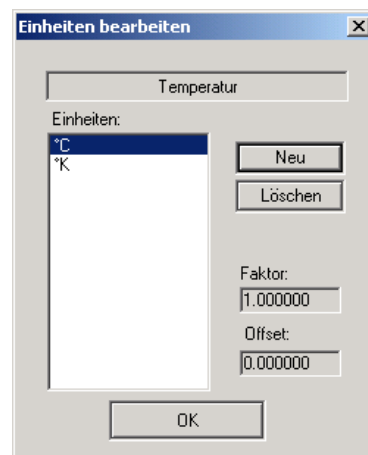 Einheiten bearbeiten
Temperatur
Einheiten:
°C
°K
Neu
Löschen
Faktor:
1.000000
Offset:
0.000000
OK